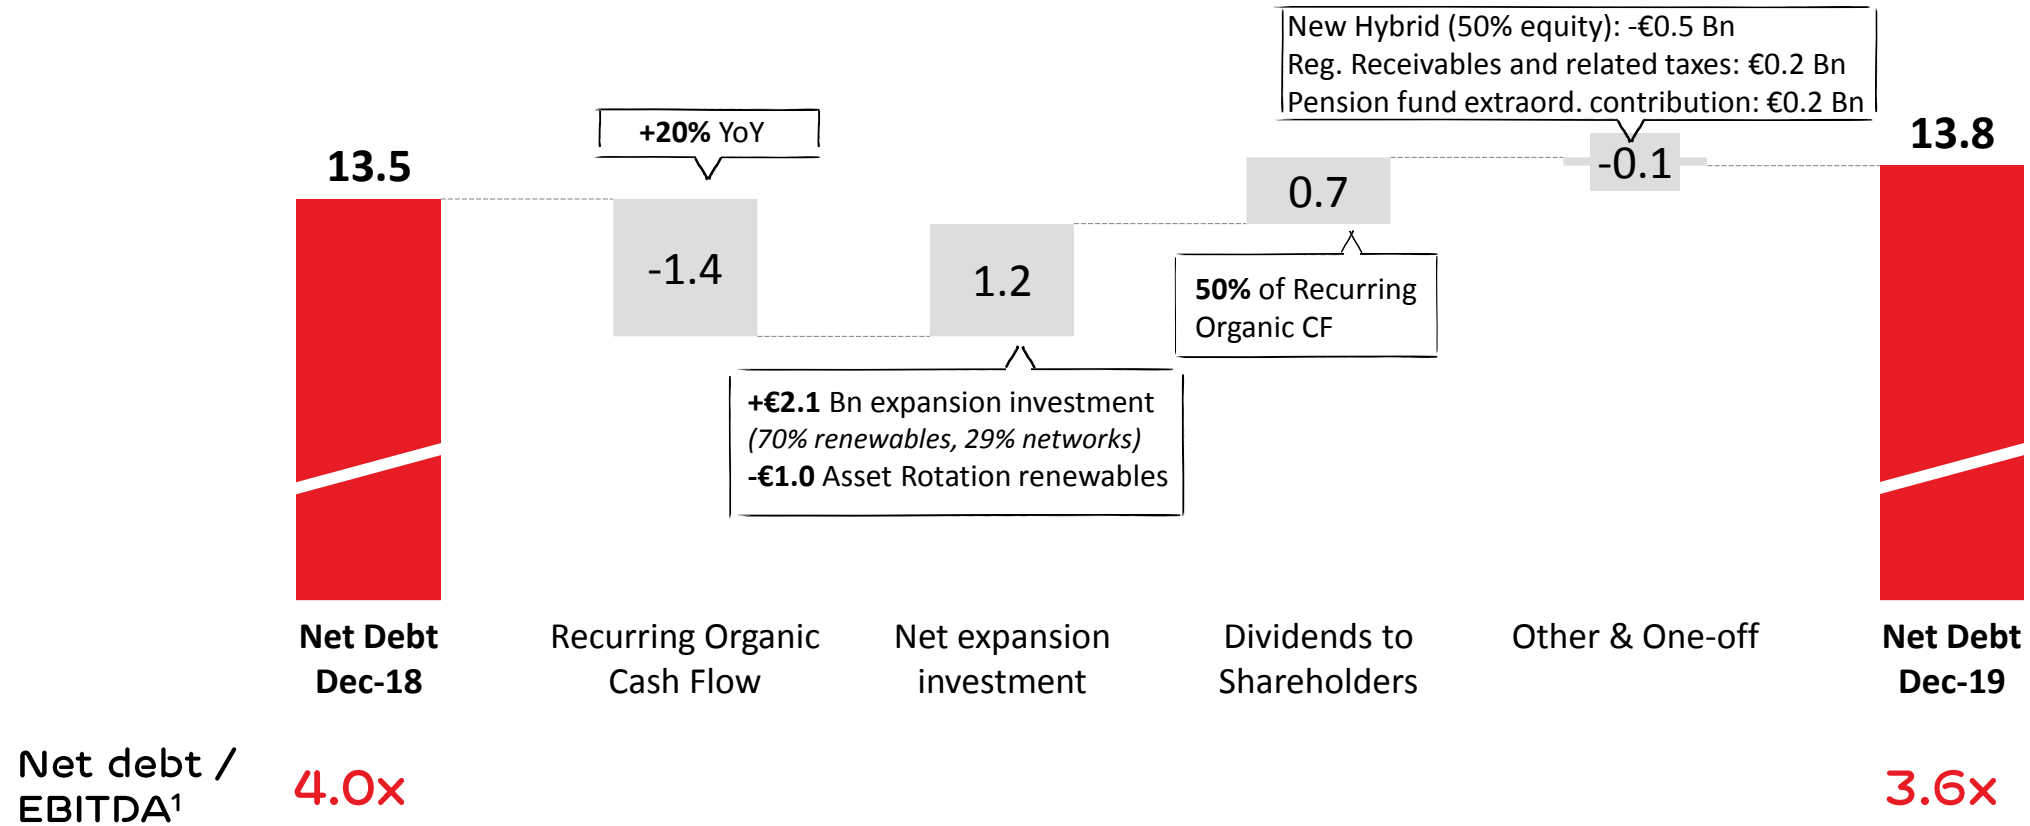 New Hybrid (50% equity): -€0.5 Bn
Reg. Receivables and related taxes: €0.2 Bn
Pension fund extraord. contribution: €0.2 Bn
+20% YoY
13.5
-1.4
1.2
0.7
-0.1
13.8
50% of Recurring
Organic CF
+€2.1 Bn expansion investment
(70% renewables, 29% networks)
-€1.0 Asset Rotation renewables
Net Debt
Dec-18
Recurring Organic
Cash Flow
Net expansion
investment
Dividends to
Shareholders
Other & One-off
Net Debt
Dec-19
Net debt /
EBITDA¹
4.0x
3.6x